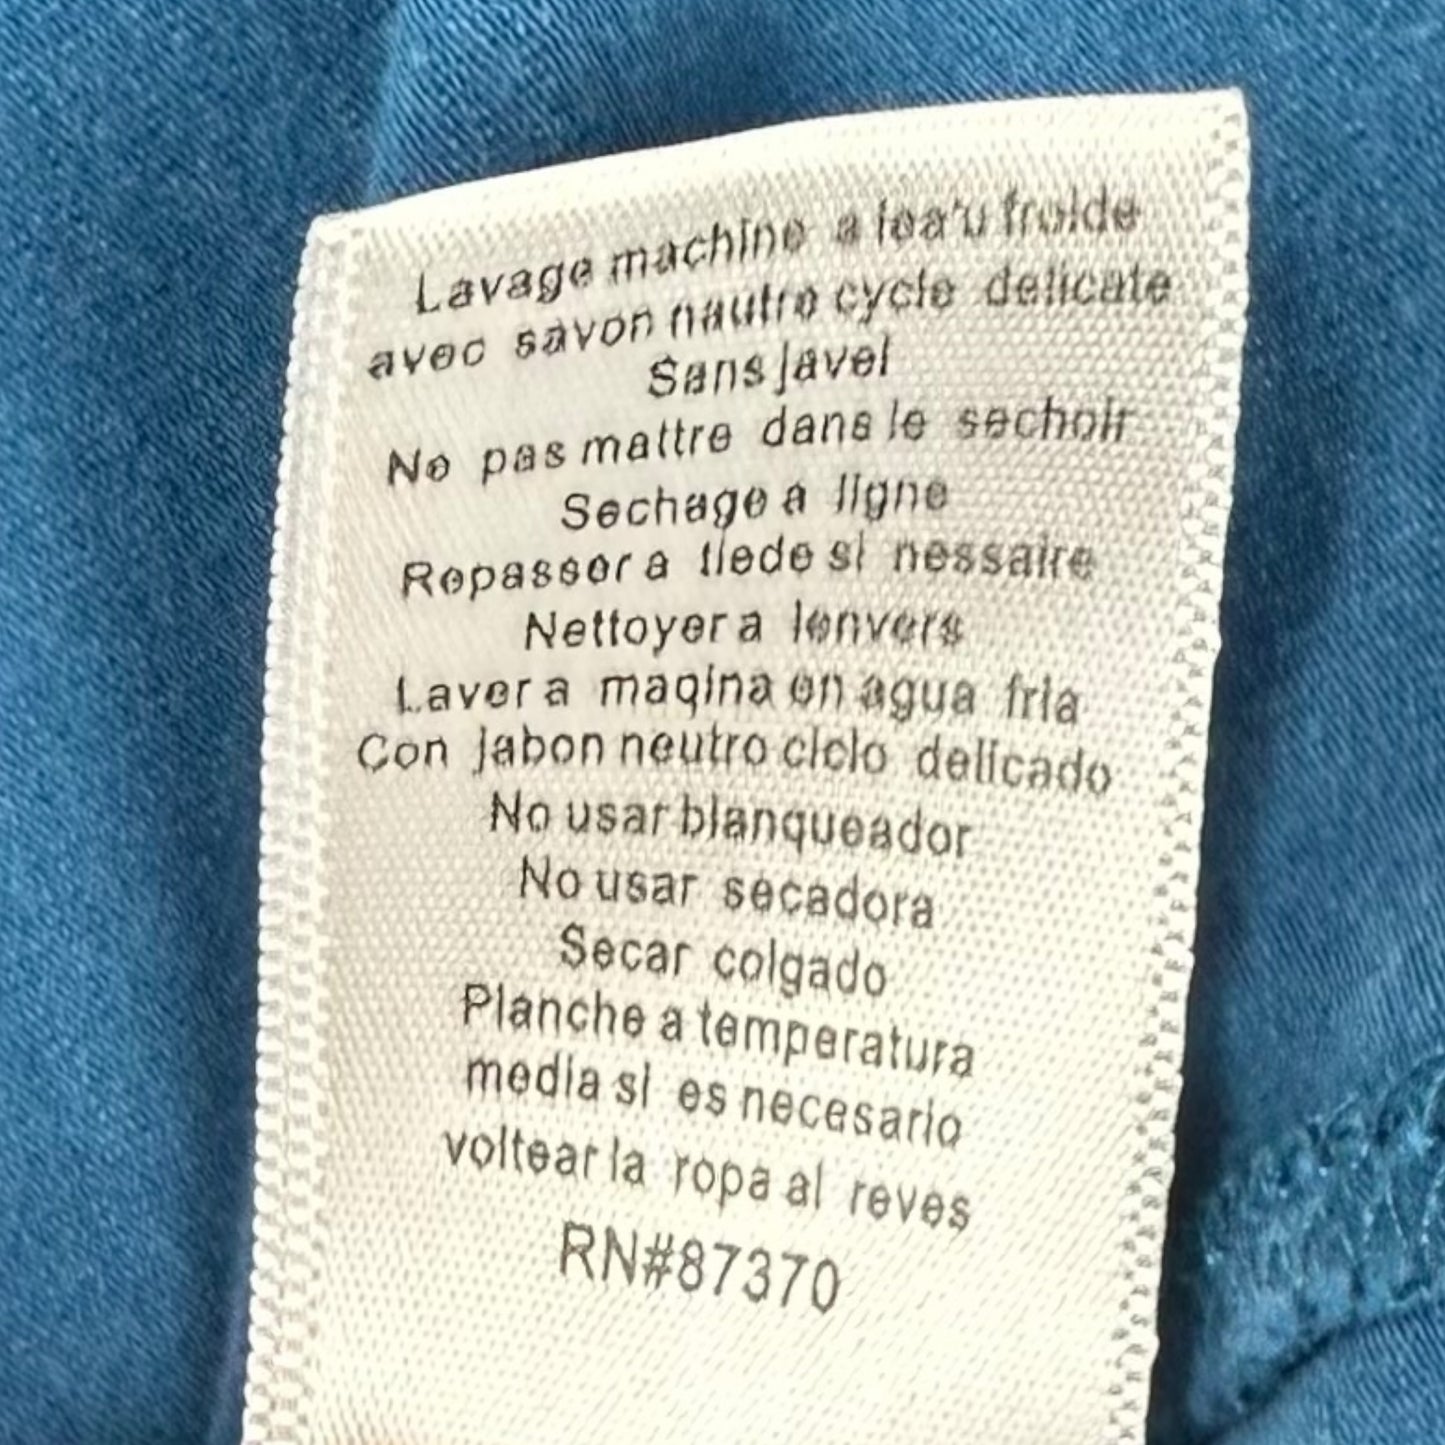 Lavage machine a lea'u froide
avec savon nautre cycle delicate
Sans javel
Ne pas mattre dans le sechoir
Sechage a ligne
Repasser a tiede si nessaire
Nettoyer a lenvers
Laver a maqina en agua fria
Con jabon neutro ciclo delicado
No usar blanqueador
No usar secadora
Secar colgado
Planche a temperatura
media si es necesario
voltear la ropa al reves
RN#87370